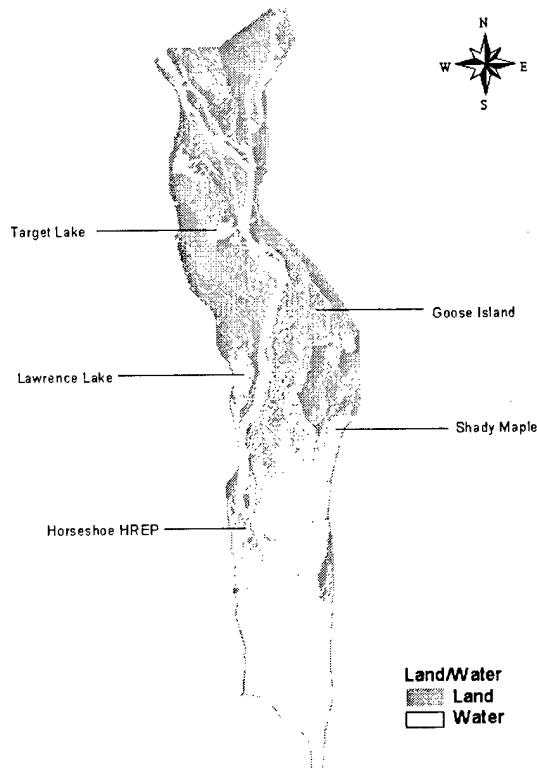 N
W E
S
Target Lake
Goose Island
Lawrence Lake
Shady Maple
Horseshoe HREP
Land/Water
Land
Water